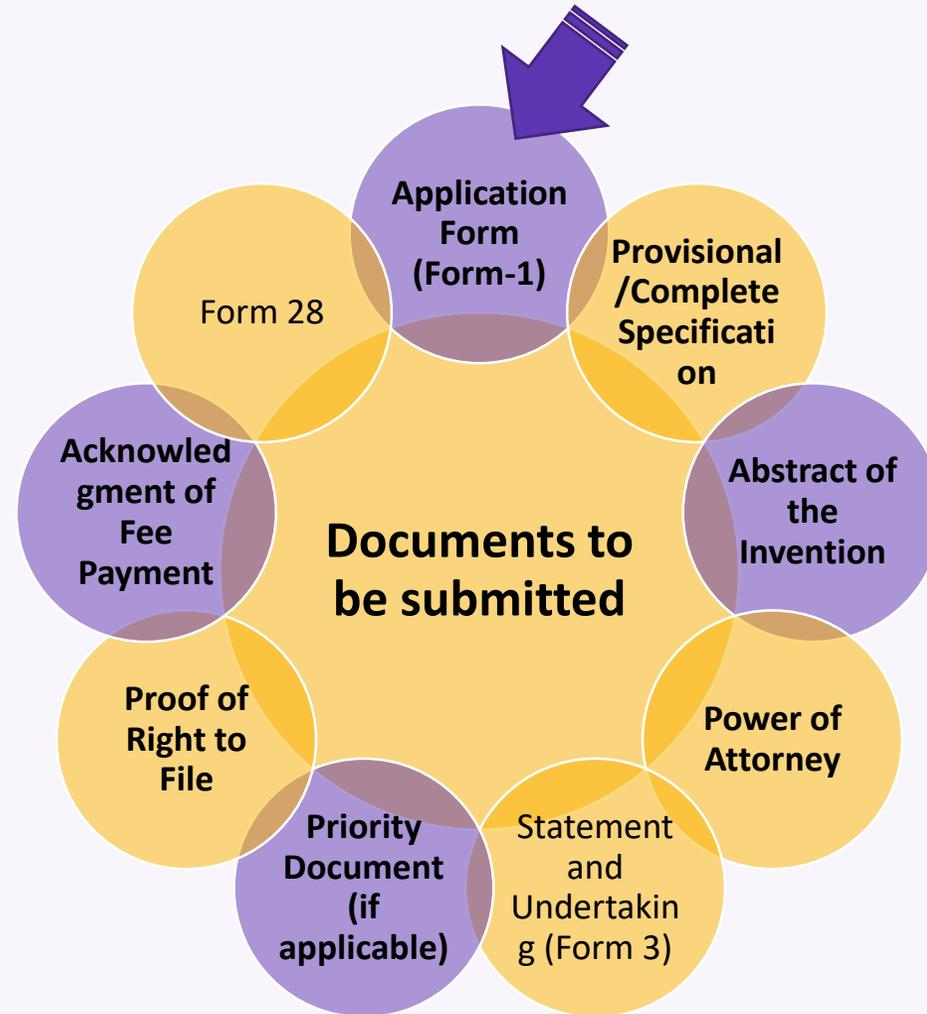 Application
Form
(Form-1)
Provisional
/Complete
Specificati
on
Abstract of
the
Invention
Power of
Attorney
Statement
and
Undertakin
g (Form 3)
Priority
Document
(if
applicable)
Proof of
Right to
File
Acknowled
gment of
Fee
Payment
Form 28
Documents to
be submitted